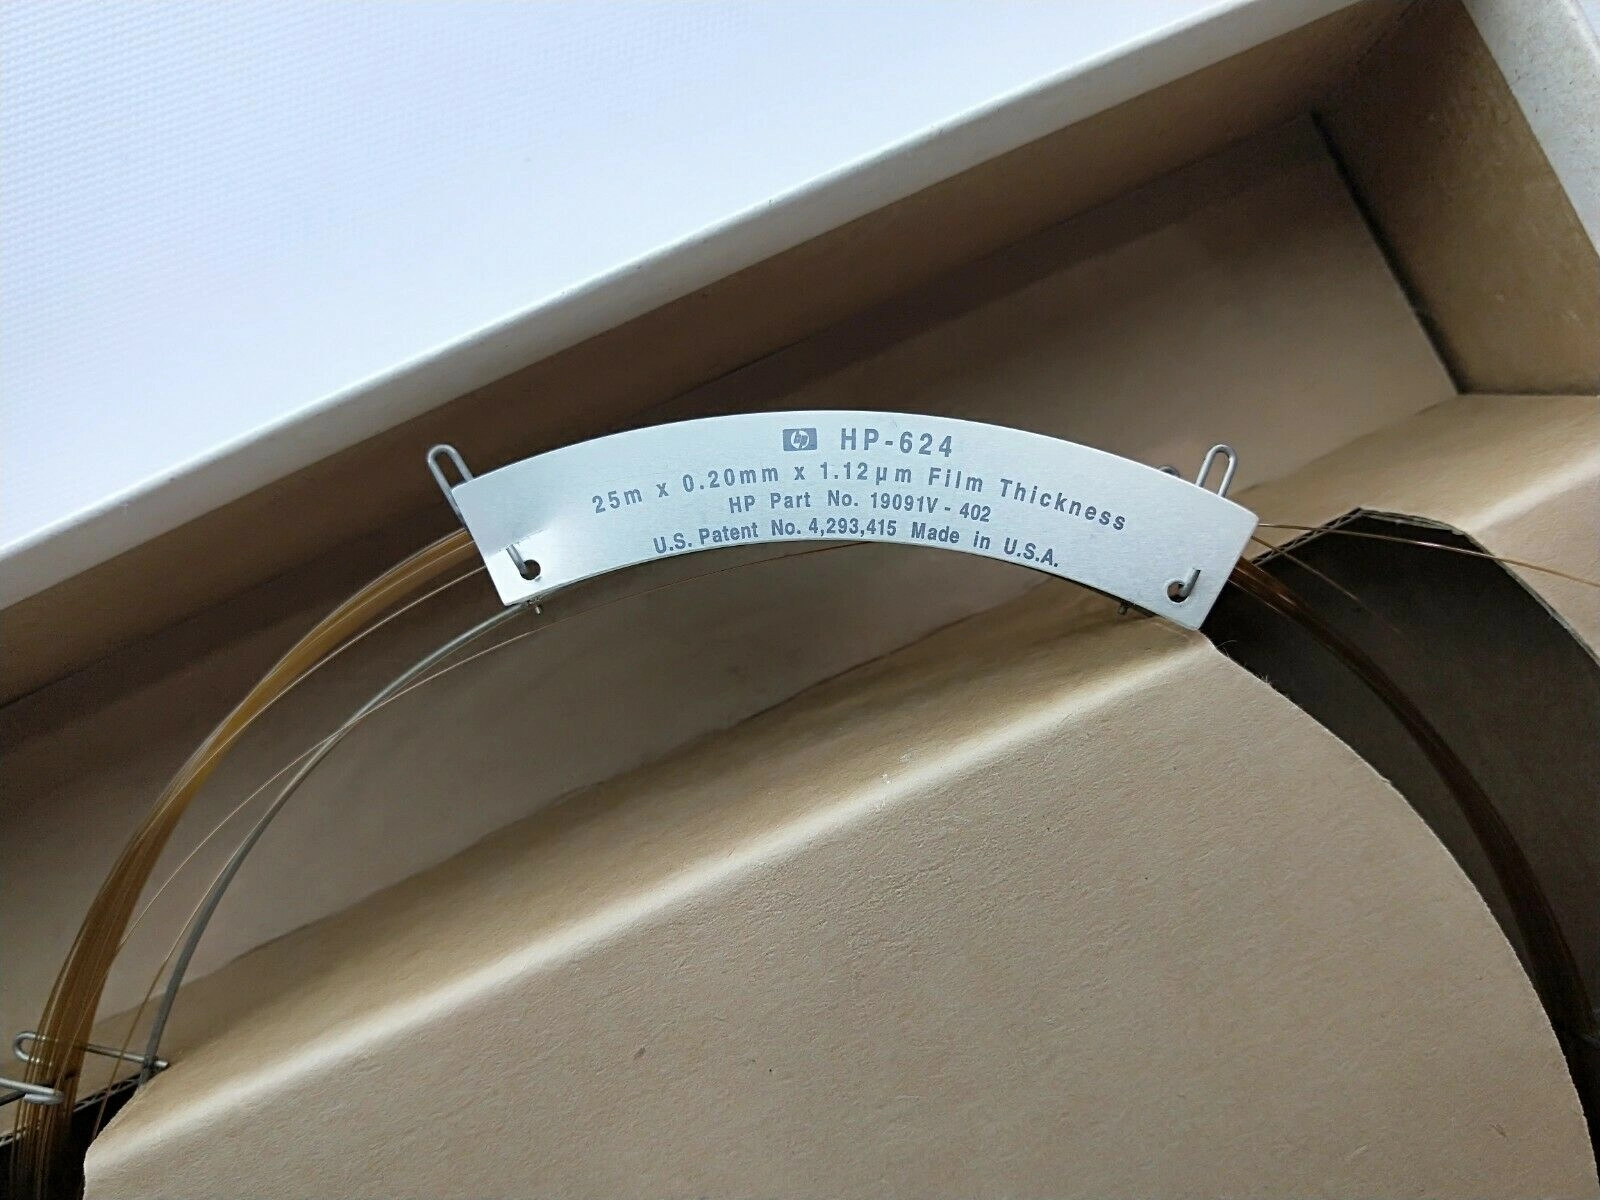 hp HP-624
25m x 0.20mm x 1.12µm Film Thickness
HP Part No. 19091V-402
U.S. Patent No. 4,293,415 Made in U.S.A.